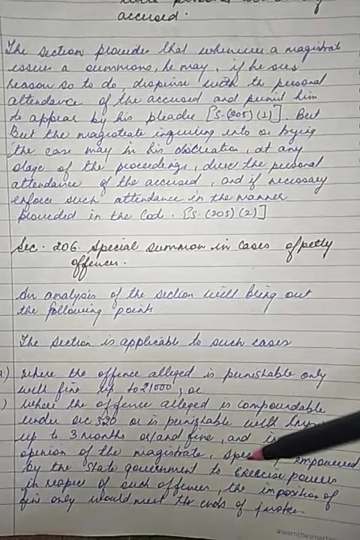 accused.
The section provides that whenever a magistrate
issues a summons, he may, if he sees
reason so to do, dispense with the personal
attendance of the accused and permit him
to appear by his pleader [S. (205) (1)]. But
But the magistrate inquiring into or trying
the case may in his discretion, at any
stage of the proceedings, direct the personal
attendance of the accused, and if necessary
enforce such attendance in the manner
provided in the Code. [S. (205) (2)]
Sec. 206. Special summon in cases of petty
offences.
An analysis of the section will bring out
the following points
The section is applicable to such cases
where the offence alleged is punishable only
with fine up to ₹1000; or
where the offence alleged is compoundable
under sec 320 or is punishable with
up to 3 months or/and fine, and
opinion of the magistrate, empowered
by the State government to exercise powers
in respect of such offences, the imposition of
fine only would meet the ends of justice.